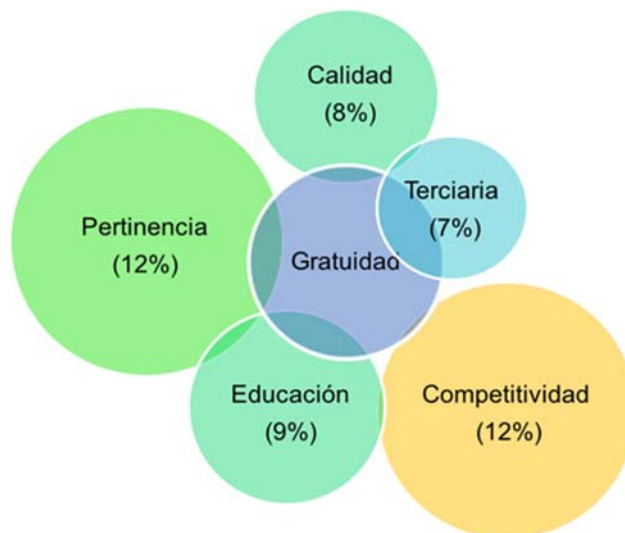 Calidad
(8%)
Terciaria
(7%)
Pertinencia
(12%)
Gratuidad
Educación
(9%)
Competitividad
(12%)